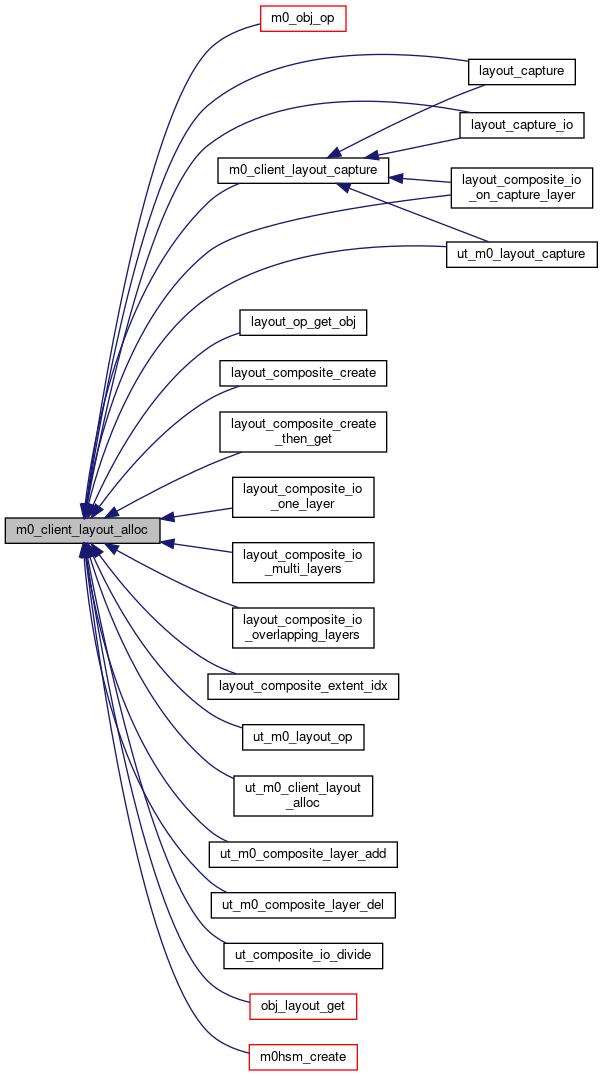 m0_obj_op
layout_capture
layout_capture_io
m0_client_layout_capture
layout_composite_io
_on_capture_layer
ut_m0_layout_capture
layout_op_get_obj
layout_composite_create
layout_composite_create
_then_get
layout_composite_io
_one_layer
m0_client_layout_alloc
layout_composite_io
_multi_layers
layout_composite_io
_overlapping_layers
layout_composite_extent_idx
ut_m0_layout_op
ut_m0_client_layout
_alloc
ut_m0_composite_layer_add
ut_m0_composite_layer_del
ut_composite_io_divide
obj_layout_get
m0hsm_create